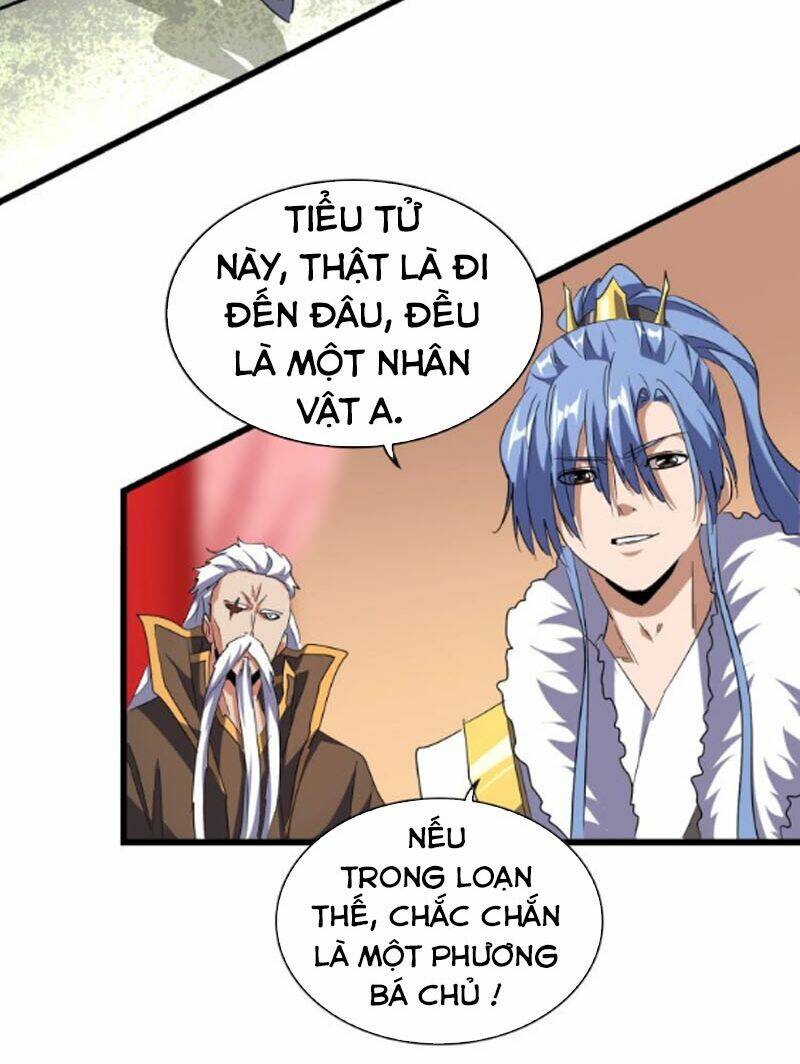 TIỂU TỬ
NÀY, THẬT LÀ ĐI
ĐẾN ĐÂU, ĐỀU
LÀ MỘT NHÂN
VẬT A.
NẾU
TRONG LOẠN
THẾ, CHẮC CHẮN
LÀ MỘT PHƯƠNG
BÁ CHỦ !